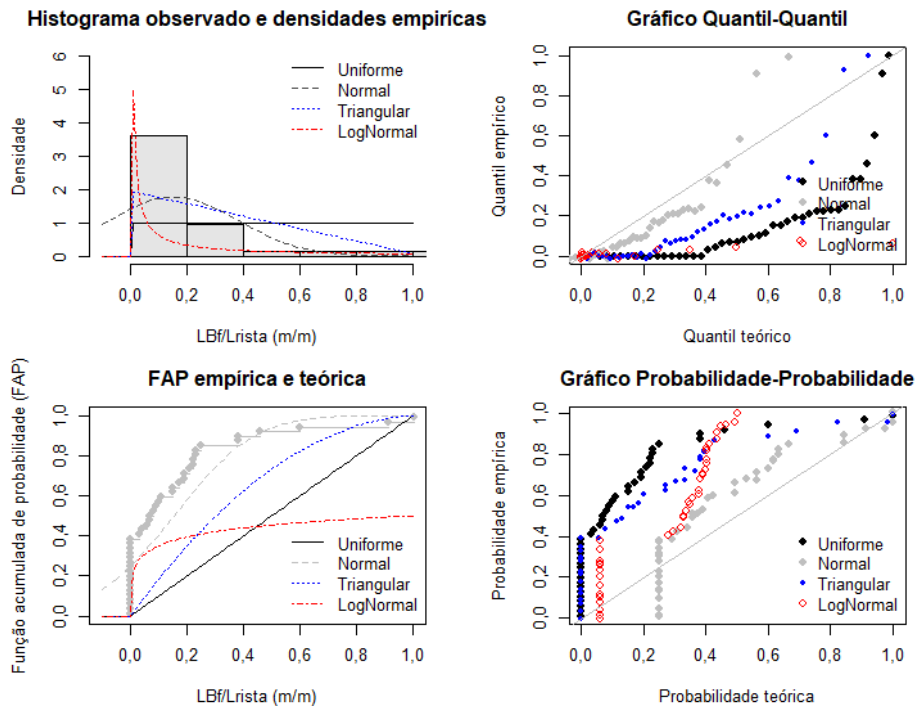 Histograma observado e densidades empirícas
Densidade
6
5
4
3
2
1
0
Uniforme
Normal
Triangular
LogNormal
0,0 0,2 0,4 0,6 0,8 1,0
LBf/Lrista (m/m)
Gráfico Quantil-Quantil
Quantil empírico
1,0
0,8
0,6
0,4
0,2
0,0
Uniforme
Normal
Triangular
LogNormal
0,0 0,2 0,4 0,6 0,8 1,0
Quantil teórico
FAP empírica e teórica
Função acumulada de probabilidade (FAP)
1,0
0,8
0,6
0,4
0,2
0,0
Uniforme
Normal
Triangular
LogNormal
0,0 0,2 0,4 0,6 0,8 1,0
LBf/Lrista (m/m)
Gráfico Probabilidade-Probabilidade
Probabilidade empírica
1,0
0,8
0,6
0,4
0,2
0,0
Uniforme
Normal
Triangular
LogNormal
0,0 0,2 0,4 0,6 0,8 1,0
Probabilidade teórica